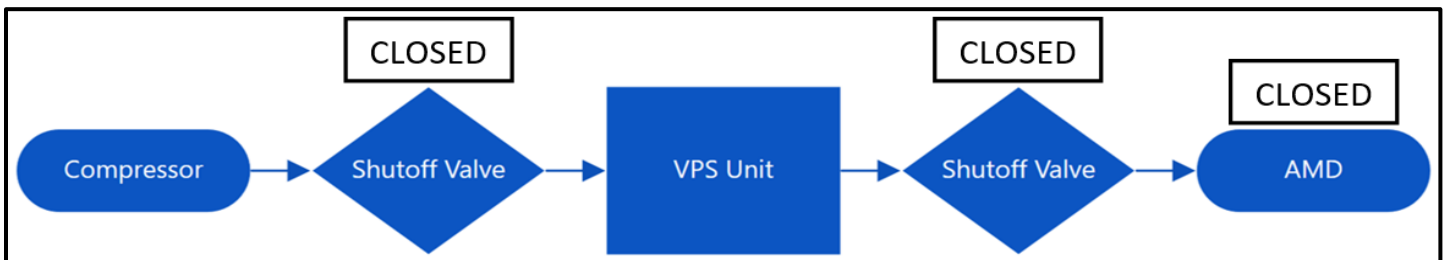 CLOSED
CLOSED
CLOSED
Compressor
Shutoff Valve
VPS Unit
Shutoff Valve
AMD